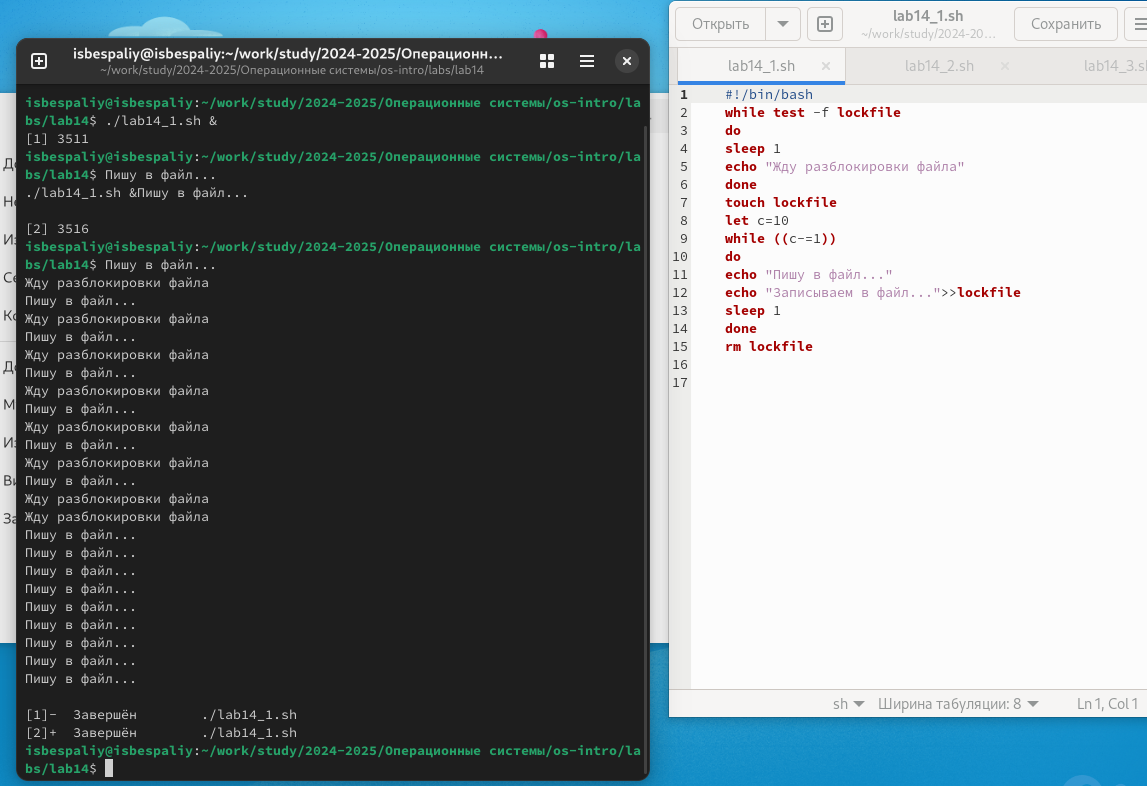 isbespaliy@isbespaliy:~/work/study/2024-2025/Операционн...
~/work/study/2024-2025/Операционные системы/os-intro/labs/lab14
isbespaliy@isbespaliy:~/work/study/2024-2025/Операционные системы/os-intro/la
bs/lab14$ ./lab14_1.sh &
[1] 3511
isbespaliy@isbespaliy:~/work/study/2024-2025/Операционные системы/os-intro/la
bs/lab14$ Пишу в файл...
./lab14_1.sh &Пишу в файл...
[2] 3516
isbespaliy@isbespaliy:~/work/study/2024-2025/Операционные системы/os-intro/la
bs/lab14$ Пишу в файл...
Жду разблокировки файла
Пишу в файл...
Жду разблокировки файла
Пишу в файл...
Жду разблокировки файла
Пишу в файл...
Жду разблокировки файла
Пишу в файл...
Жду разблокировки файла
Пишу в файл...
Жду разблокировки файла
Пишу в файл...
Жду разблокировки файла
Жду разблокировки файла
Пишу в файл...
Пишу в файл...
Пишу в файл...
Пишу в файл...
Пишу в файл...
Пишу в файл...
Пишу в файл...
Пишу в файл...
Пишу в файл...
[1]-  Завершён        ./lab14_1.sh
[2]+  Завершён        ./lab14_1.sh
isbespaliy@isbespaliy:~/work/study/2024-2025/Операционные системы/os-intro/la
bs/lab14$
Открыть
lab14_1.sh
~/work/study/2024-20...
Сохранить
lab14_1.sh
lab14_2.sh
lab14_3.sh
1 #!/bin/bash
2 while test -f lockfile
3 do
4 sleep 1
5 echo "Жду разблокировки файла"
6 done
7 touch lockfile
8 let c=10
9 while ((c-=1))
10 do
11 echo "Пишу в файл..."
12 echo "Записываем в файл...">>lockfile
13 sleep 1
14 done
15 rm lockfile
16
17
sh
Ширина табуляции: 8
Ln 1, Col 1